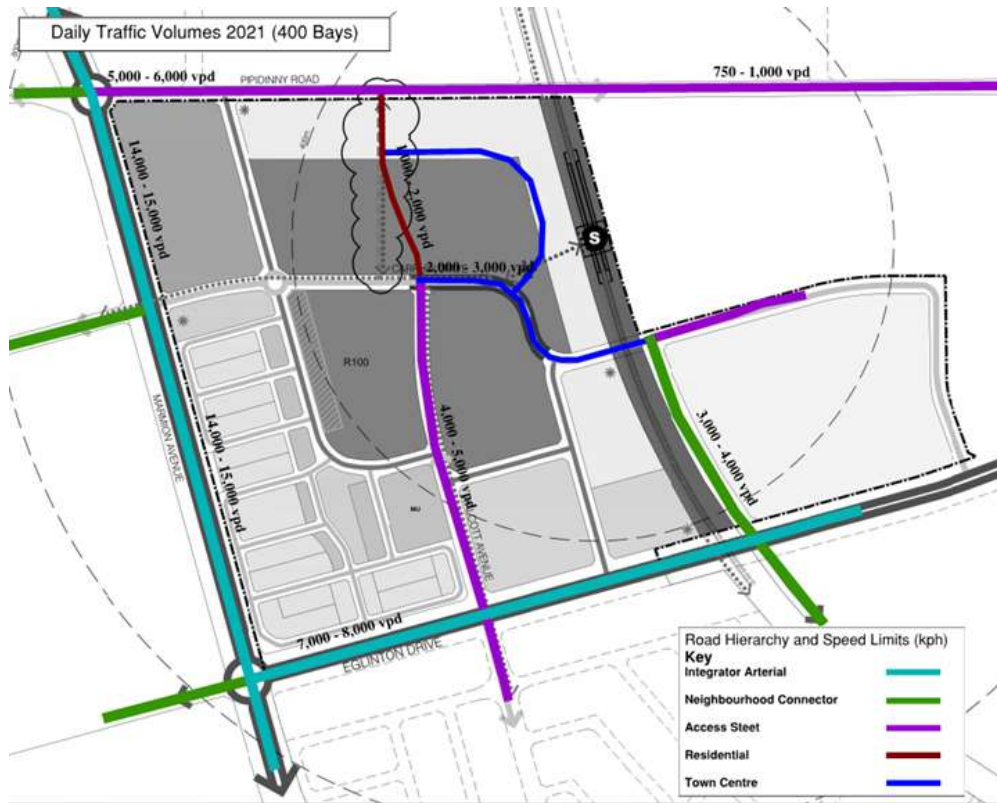 Daily Traffic Volumes 2021 (400 Bays)
5,000 - 6,000 vpd
PIPIDINNY ROAD
750 - 1,000 vpd
14,000 - 15,000 vpd
1,000 - 2,000 vpd
S
2,000 - 3,000 vpd
R100
MARMION AVENUE
14,000 - 15,000 vpd
4,000 - 5,000 vpd
3,000 - 4,000 vpd
MU
AVENUE
7,000 - 8,000 vpd
EGLINTON DRIVE
Road Hierarchy and Speed Limits (kph)
Key
Integrator Arterial
Neighbourhood Connector
Access Steet
Residential
Town Centre